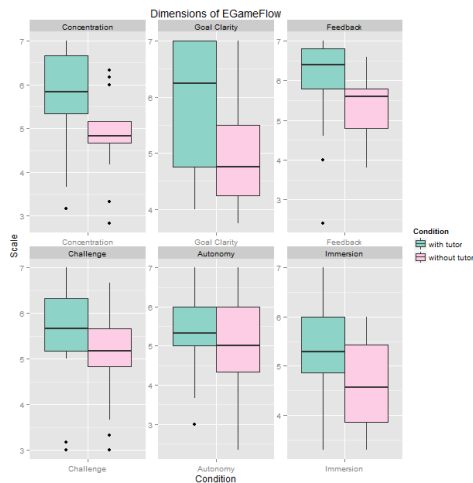 Dimensions of EGameFlow
Concentration
Goal Clarity
Feedback
7
6
5
4
3
7
6
5
4
7
6
5
4
3
Concentration
Goal Clarity
Feedback
Challenge
Autonomy
Immersion
7
6
5
4
3
7
6
5
4
3
7
6
5
4
Challenge
Autonomy
Immersion
Scale
Condition
Condition
with tutor
without tutor